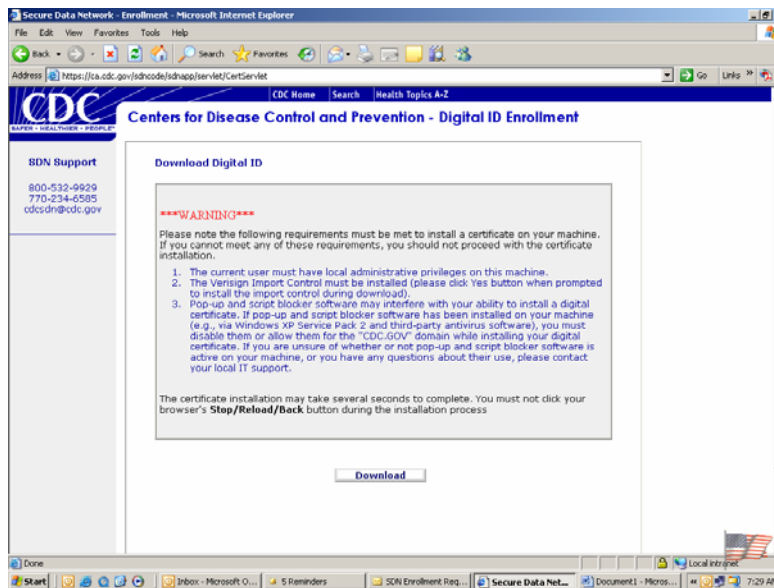 Secure Data Network - Enrollment - Microsoft Internet Explorer
File Edit View Favorites Tools Help
Back Search Favorites
Address https://ca.cdc.gov/sdncode/sdnapp/servlet/CertServlet Go Links »
CDC Home Search Health Topics A-Z
CDC
SAFER • HEALTHIER • PEOPLE™
Centers for Disease Control and Prevention - Digital ID Enrollment
SDN Support
800-532-9929
770-234-6585
cdcsdn@cdc.gov
Download Digital ID
***WARNING***
Please note the following requirements must be met to install a certificate on your machine.
If you cannot meet any of these requirements, you should not proceed with the certificate
installation.
1. The current user must have local administrative privileges on this machine.
2. The Verisign Import Control must be installed (please click Yes button when prompted
to install the import control during download).
3. Pop-up and script blocker software may interfere with your ability to install a digital
certificate. If pop-up and script blocker software has been installed on your machine
(e.g., via Windows XP Service Pack 2 and third-party antivirus software), you must
disable them or allow them for the "CDC.GOV" domain while installing your digital
certificate. If you are unsure of whether or not pop-up and script blocker software is
active on your machine, or you have any questions about their use, please contact
your local IT support.
The certificate installation may take several seconds to complete. You must not click your
browser's Stop/Reload/Back button during the installation process
Download
Done Local intranet
Start Inbox - Microsoft O... 5 Reminders SDN Enrollment Req... Secure Data Net... Document1 - Micros... « 7:29 AM